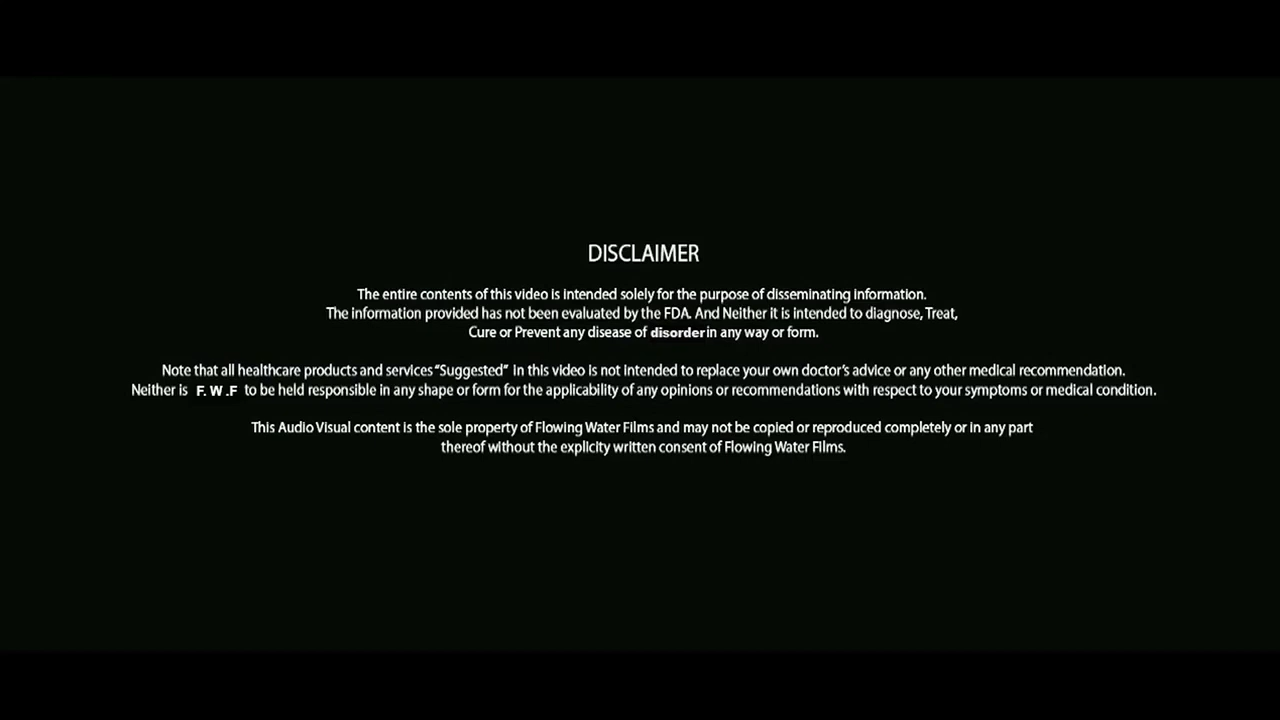 DISCLAIMER
The entire contents of this video is intended solely for the purpose of disseminating information.
The information provided has not been evaluated by the FDA. And Neither it is intended to diagnose, Treat,
Cure or Prevent any disease of disorder in any way or form.
Note that all healthcare products and services “Suggested” in this video is not intended to replace your own doctor’s advice or any other medical recommendation.
Neither is F. W .F to be held responsible in any shape or form for the applicability of any opinions or recommendations with respect to your symptoms or medical condition.
This Audio Visual content is the sole property of Flowing Water Films and may not be copied or reproduced completely or in any part
thereof without the explicity written consent of Flowing Water Films.